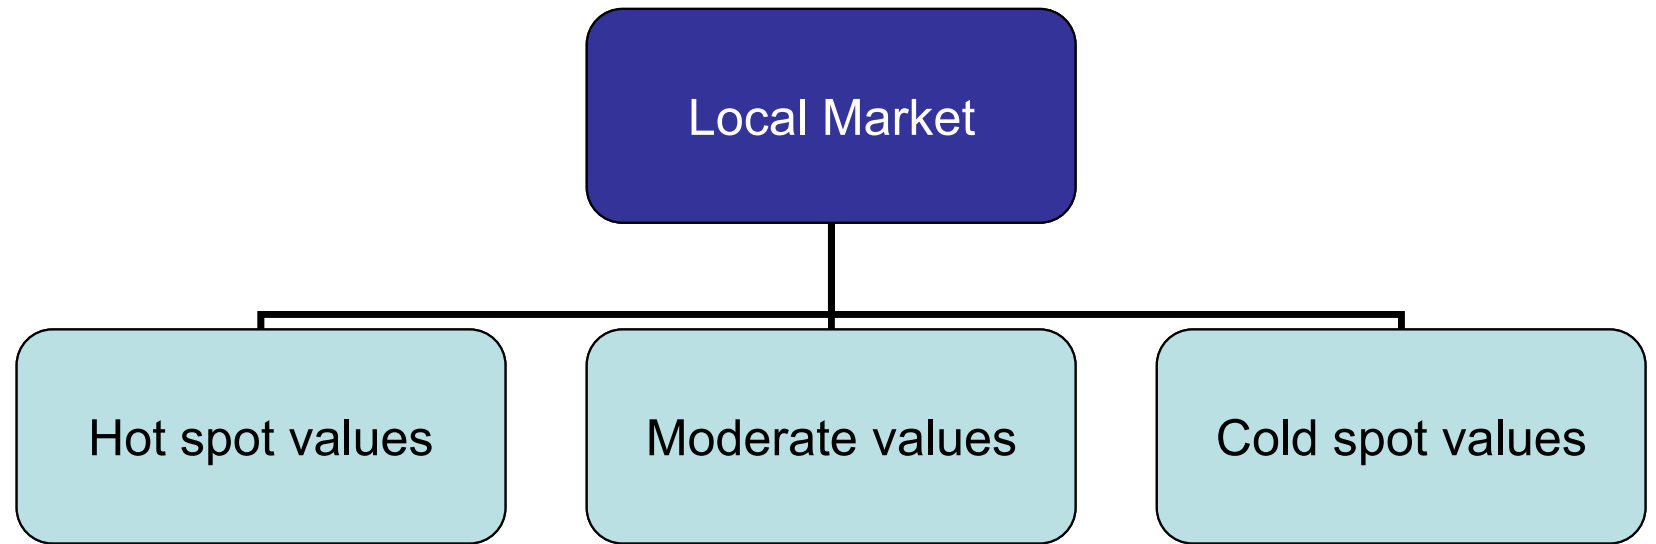 Local Market
Hot spot values
Moderate values
Cold spot values